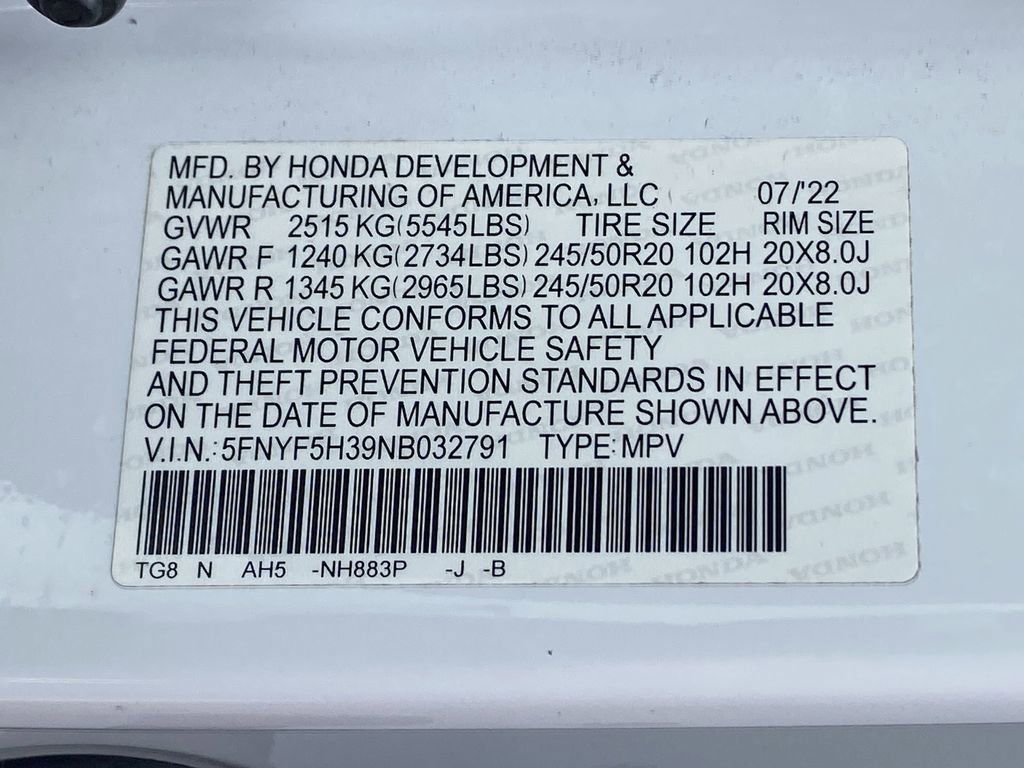 MFD. BY HONDA DEVELOPMENT &
MANUFACTURING OF AMERICA, LLC 07/'22
GVWR 2515 KG(5545LBS) TIRE SIZE RIM SIZE
GAWR F 1240 KG(2734LBS) 245/50R20 102H 20X8.0J
GAWR R 1345 KG(2965LBS) 245/50R20 102H 20X8.0J
THIS VEHICLE CONFORMS TO ALL APPLICABLE
FEDERAL MOTOR VEHICLE SAFETY
AND THEFT PREVENTION STANDARDS IN EFFECT
ON THE DATE OF MANUFACTURE SHOWN ABOVE.
V.I.N.: 5FNYF5H39NB032791 TYPE: MPV
TG8 N AH5 -NH883P -J -B